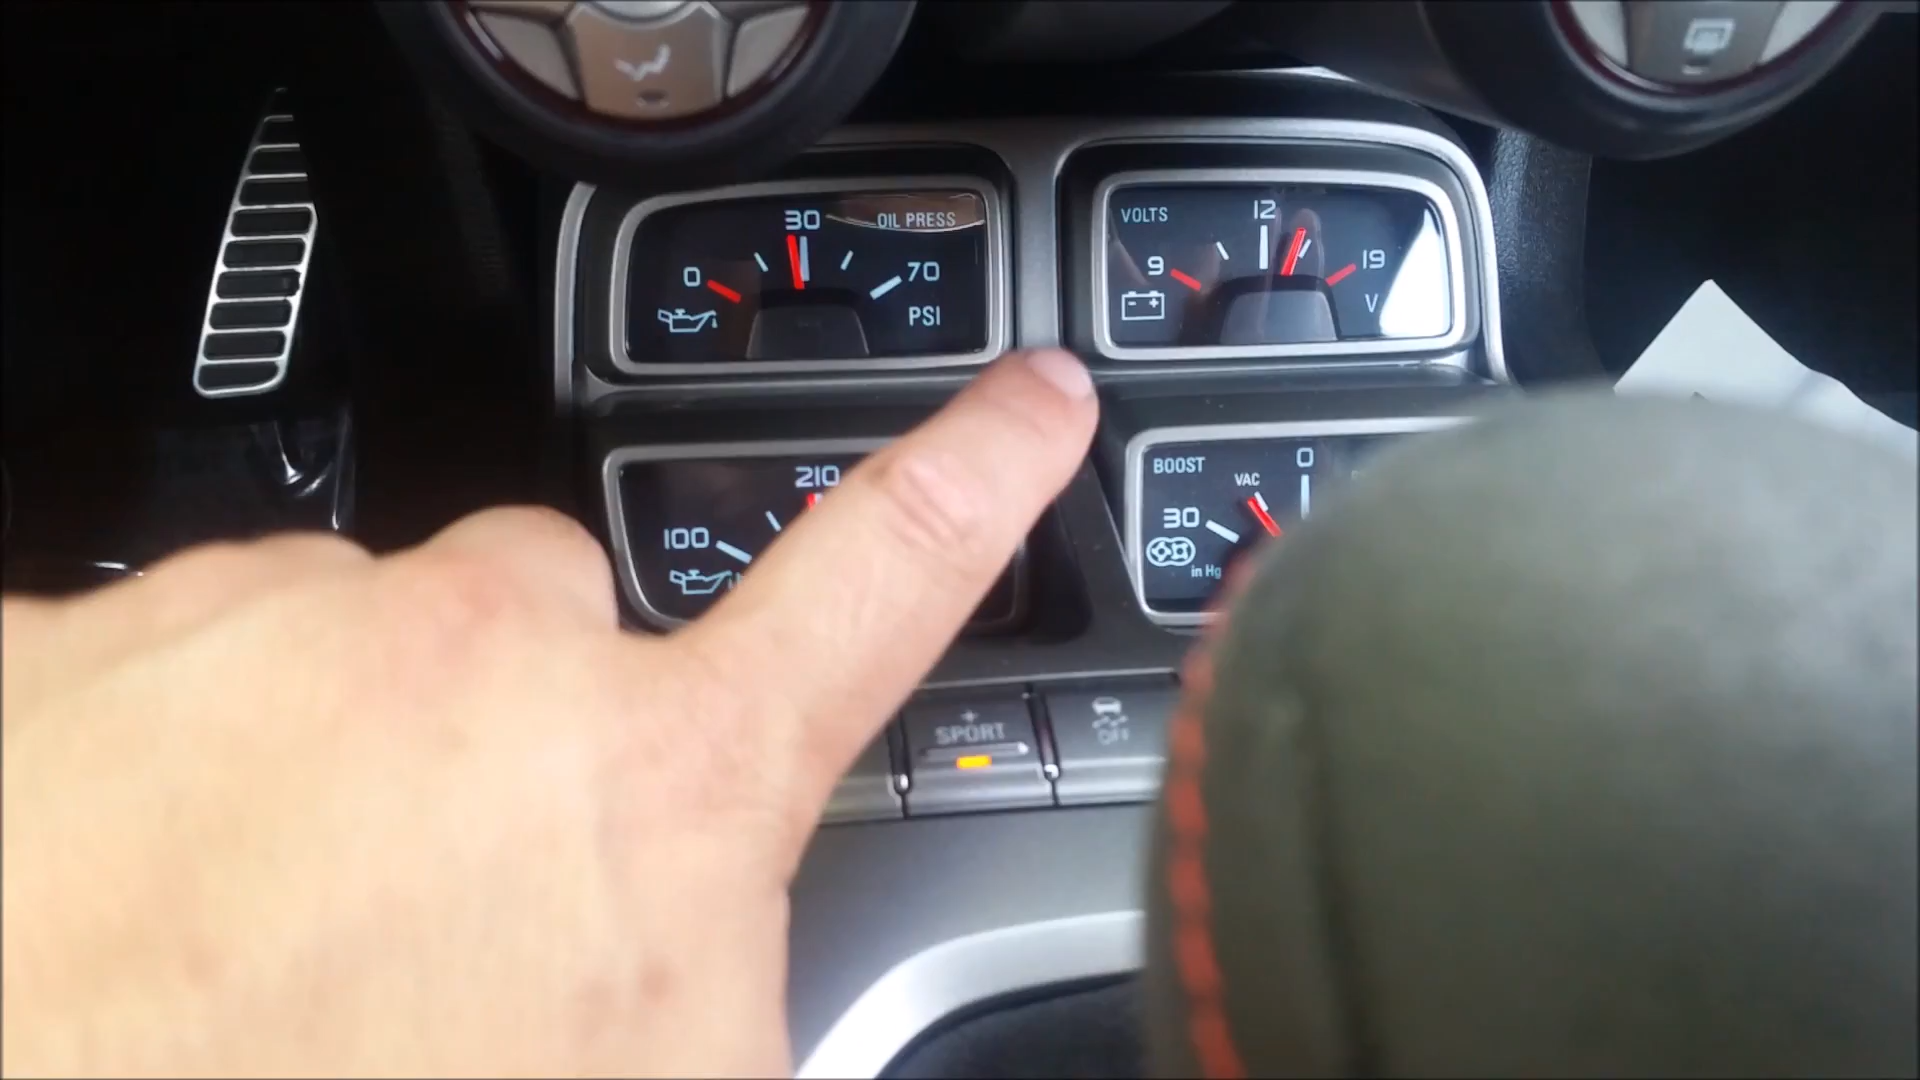 30 OIL PRESS
0 70
PSI
VOLTS 12
9 19
V
210
100
BOOST 0
VAC
30
in Hg
+
SPORT
OFF